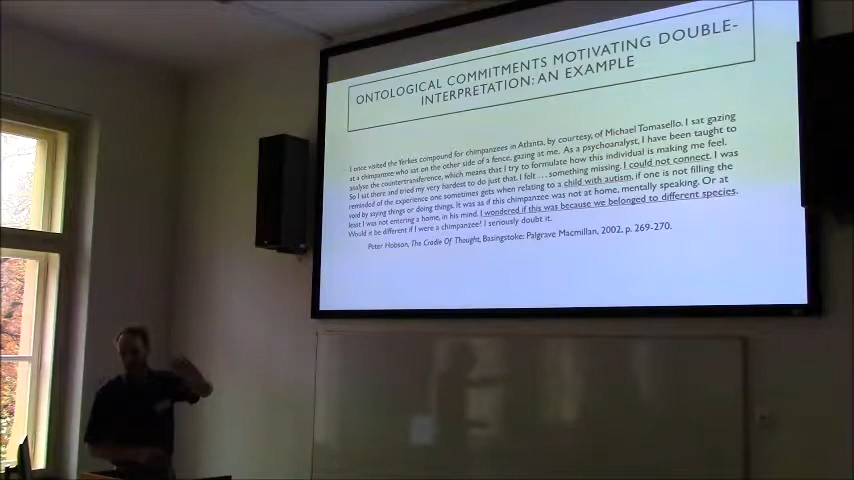 ONTOLOGICAL COMMITMENTS MOTIVATING DOUBLE-
INTERPRETATION: AN EXAMPLE
I once visited the Yerkes compound for chimpanzees in Atlanta, by courtesy, of Michael Tomasello. I sat gazing
at a chimpanzee who sat on the other side of a fence, gazing at me. As a psychoanalyst, I have been taught to
analyse the countertransference, which means that I try to formulate how this individual is making me feel.
So I sat there and tried my very hardest to do just that. I felt ... something missing. I could not connect. I was
reminded of the experience one sometimes gets when relating to a child with autism, if one is not filling the
void by saying things or doing things. It was as if this chimpanzee was not at home, mentally speaking. Or at
least I was not entering a home, in his mind. I wondered if this was because we belonged to different species.
Would it be different if I were a chimpanzee? I seriously doubt it.
Peter Hobson, The Cradle Of Thought, Basingstoke: Palgrave Macmillan, 2002, p. 269-270.